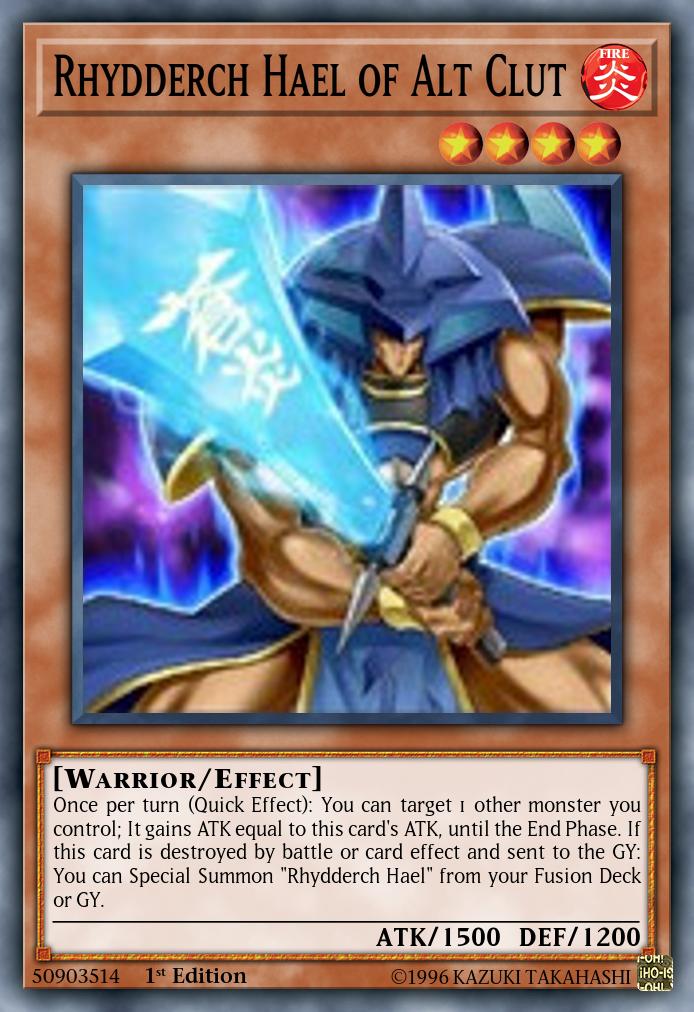 Rhydderch Hael of Alt Clut
FIRE
炎
蒼炎
[Warrior/Effect]
Once per turn (Quick Effect): You can target 1 other monster you
control; It gains ATK equal to this card's ATK, until the End Phase. If
this card is destroyed by battle or card effect and sent to the GY:
You can Special Summon "Rhydderch Hael" from your Fusion Deck
or GY.
ATK/1500 DEF/1200
50903514 1st Edition ©1996 KAZUKI TAKAHASHI